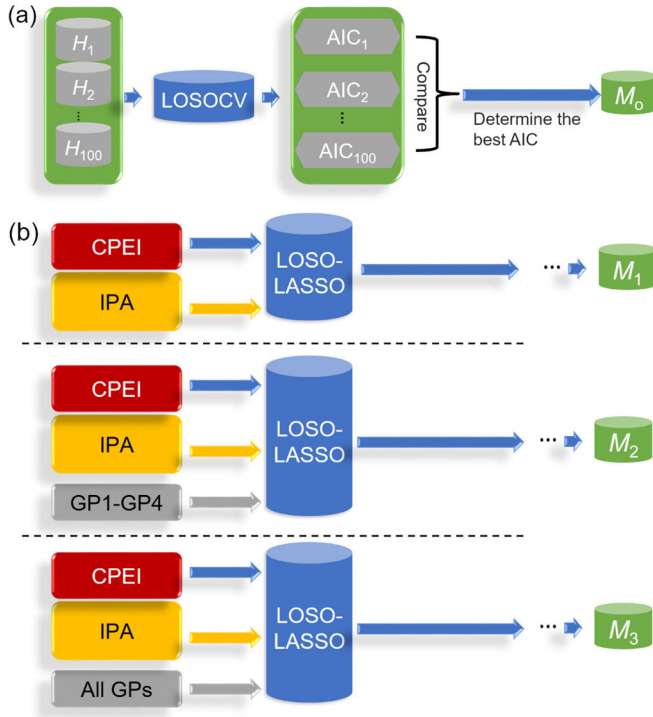 (a)
H1
H2
⋮
H100
LOSOCV
AIC1
AIC2
⋮
AIC100
Compare
Determine the
best AIC
Mo
(b)
CPEI
IPA
LOSO-
LASSO
...
M1
CPEI
IPA
GP1-GP4
LOSO-
LASSO
...
M2
CPEI
IPA
All GPs
LOSO-
LASSO
...
M3